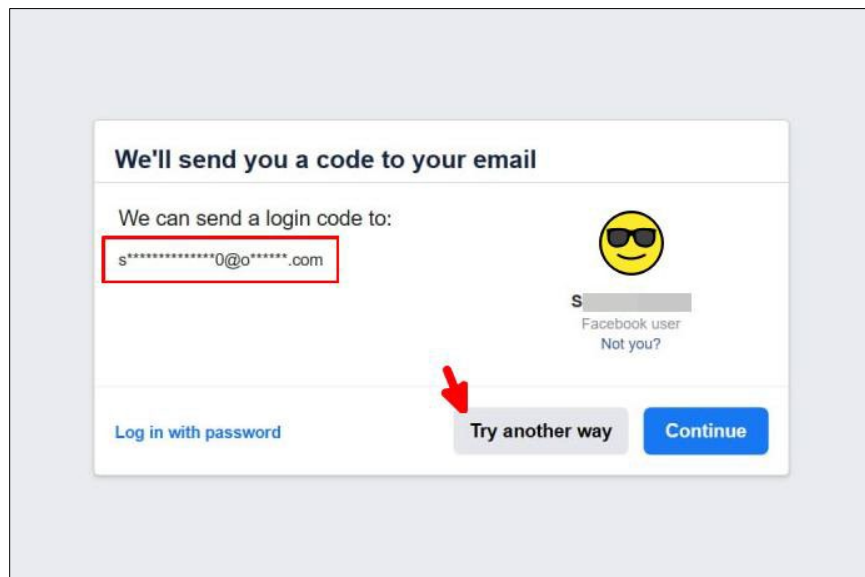 We'll send you a code to your email
We can send a login code to:
s**************0@o******.com
S
Facebook user
Not you?
Log in with password
Try another way
Continue